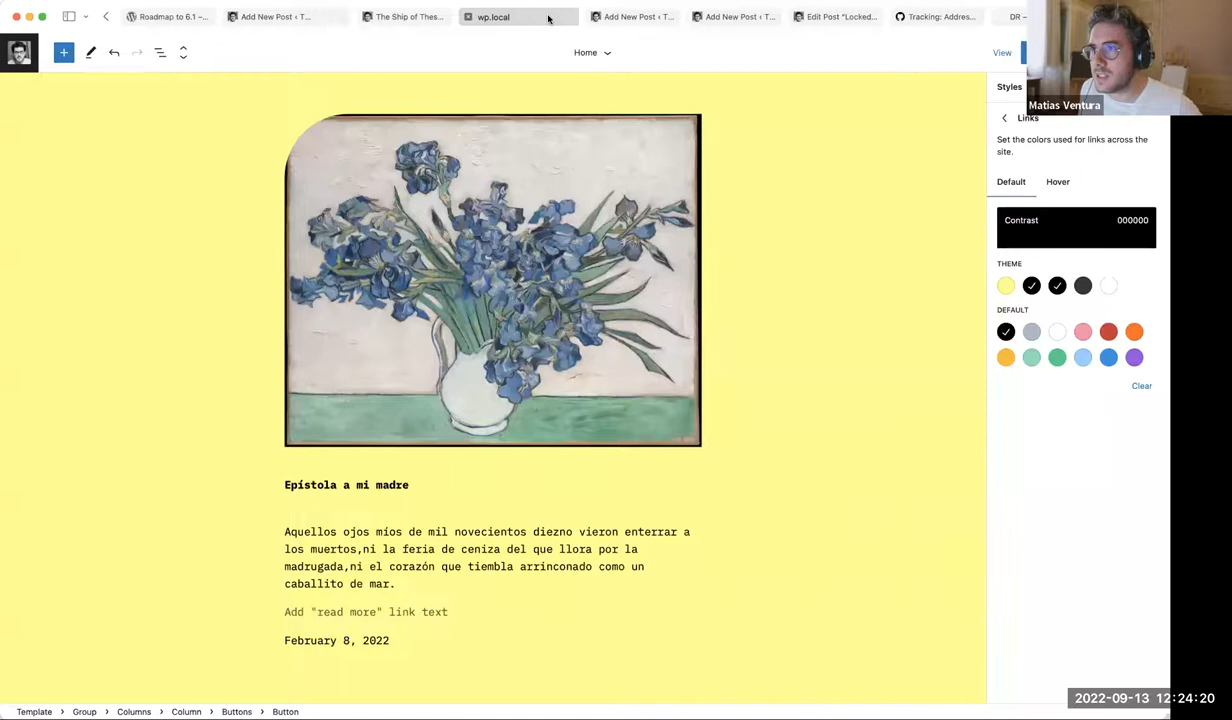 Roadmap to 6.1 –...
Add New Post ‹ T...
The Ship of Thes...
wp.local
Add New Post ‹ T...
Add New Post ‹ T...
Edit Post “Locked...
Tracking: Addres...
DR –
Home
View
Matias Ventura
Styles
Links
Set the colors used for links across the
site.
Default
Hover
Contrast
000000
THEME
DEFAULT
Clear
Epístola a mi madre
Aquellos ojos míos de mil novecientos diezno vieron enterrar a
los muertos,ni la feria de ceniza del que llora por la
madrugada,ni el corazón que tiembla arrinconado como un
caballito de mar.
Add "read more" link text
February 8, 2022
2022-09-13 12:24:20
Template > Group > Columns > Column > Buttons > Button